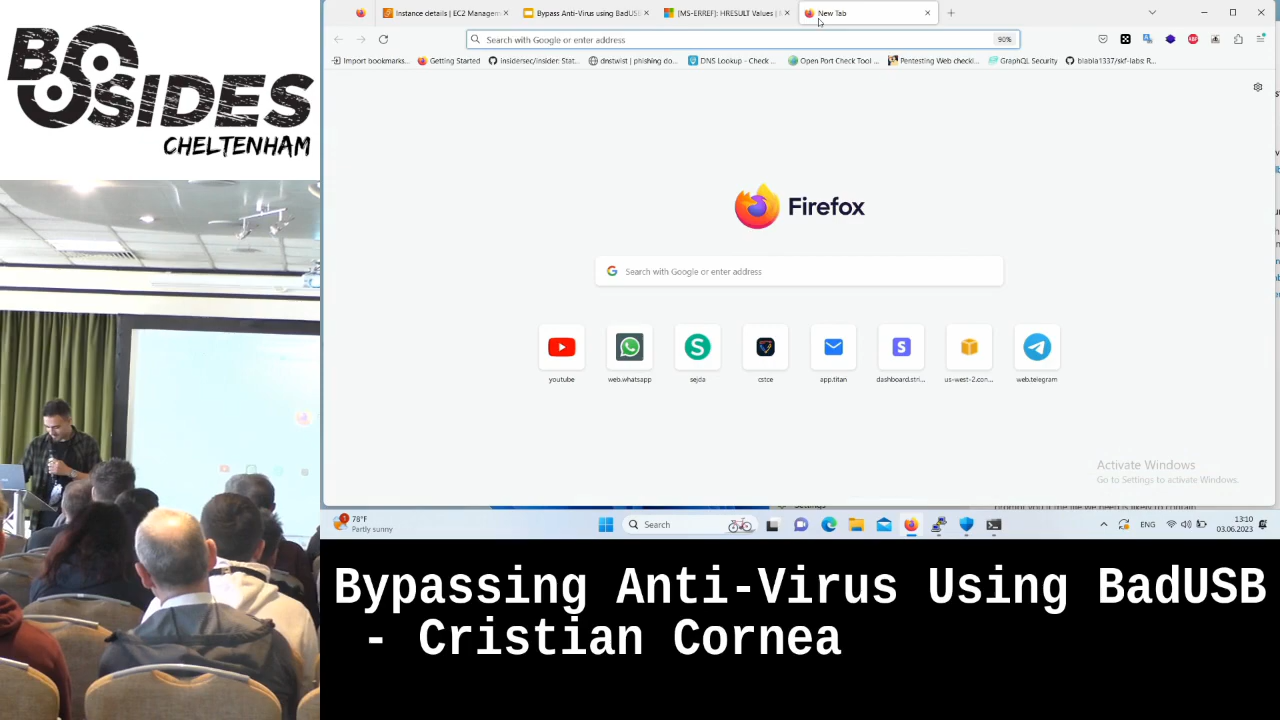 BSIDES
CHELTENHAM
Instance details | EC2 Managem
Bypass Anti-Virus using BadUSB
[MS-ERREF]: HRESULT Values |
New Tab
Search with Google or enter address
90%
Import bookmarks...
Getting Started
insidersec/insider: Stat...
dnstwist | phishing do...
DNS Lookup - Check ...
Open Port Check Tool ...
Pentesting Web checkl...
GraphQL Security
blabla1337/skf-labs: R...
Firefox
Search with Google or enter address
youtube
web.whatsapp
sejda
cstce
app.titan
dashboard.stri...
us-west-2.con...
web.telegram
Activate Windows
Go to Settings to activate Windows.
78°F
Partly sunny
Search
ENG
13:10
03.06.2023
Bypassing Anti-Virus Using BadUSB
- Cristian Cornea